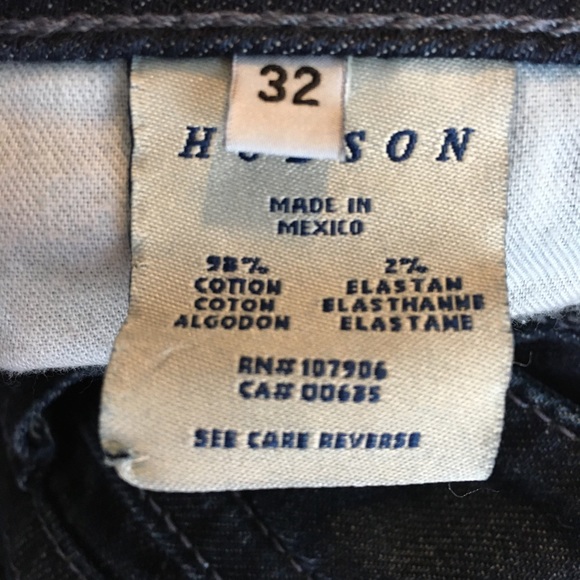 32
HUDSON
MADE IN
MEXICO
98% 2%
COTTON ELASTAN
COTON ELASTHANNE
ALGODON ELASTANE
RN# 107906
CA# 00635
SEE CARE REVERSE